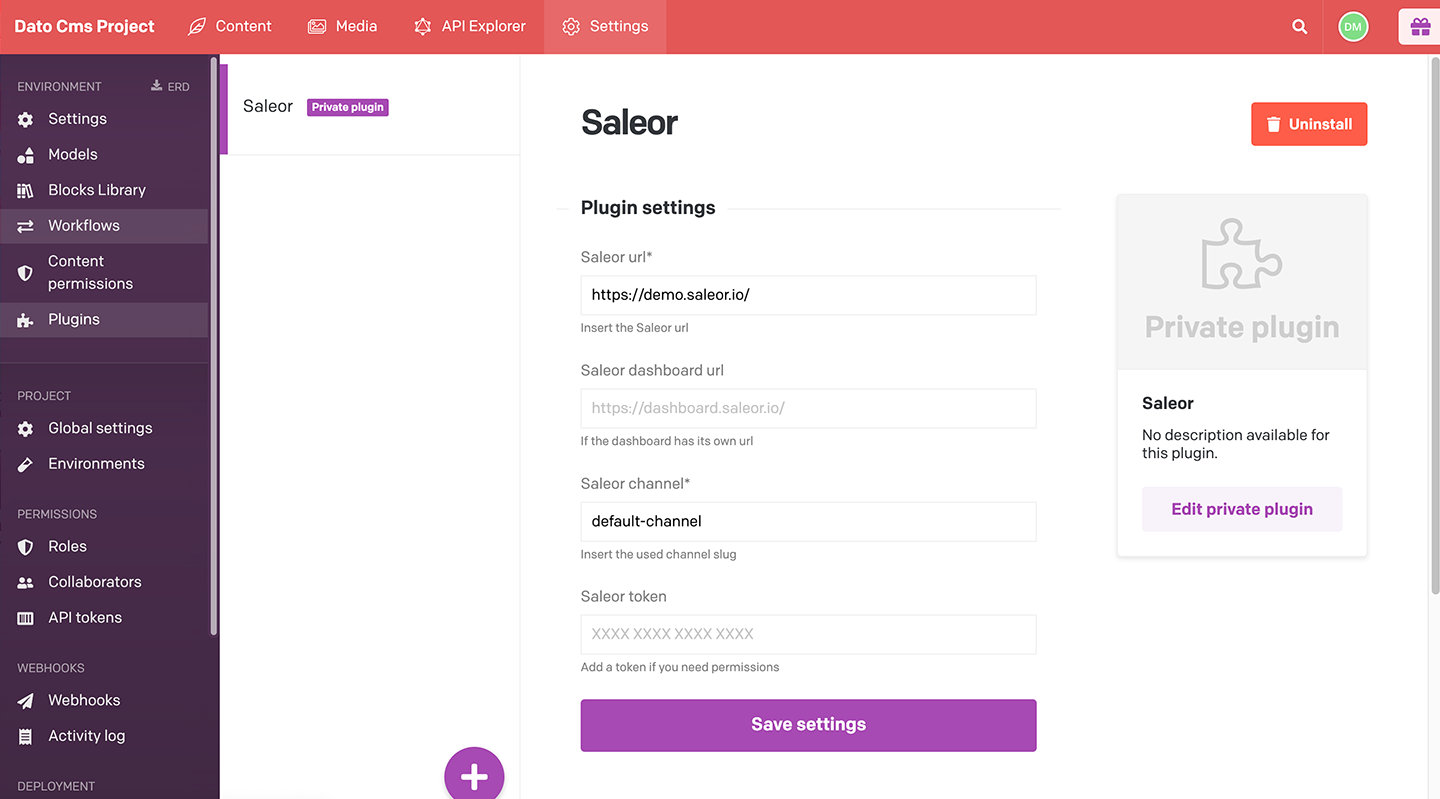 Dato Cms Project Content Media API Explorer Settings DM
ENVIRONMENT ERD
Settings
Models
Blocks Library
Workflows
Content
permissions
Plugins
PROJECT
Global settings
Environments
PERMISSIONS
Roles
Collaborators
API tokens
WEBHOOKS
Webhooks
Activity log
DEPLOYMENT
Saleor Private plugin
Saleor
Uninstall
Plugin settings
Saleor url*
https://demo.saleor.io/
Insert the Saleor url
Saleor dashboard url
https://dashboard.saleor.io/
If the dashboard has its own url
Saleor channel*
default-channel
Insert the used channel slug
Saleor token
XXXX XXXX XXXX XXXX
Add a token if you need permissions
Save settings
Private plugin
Saleor
No description available for
this plugin.
Edit private plugin